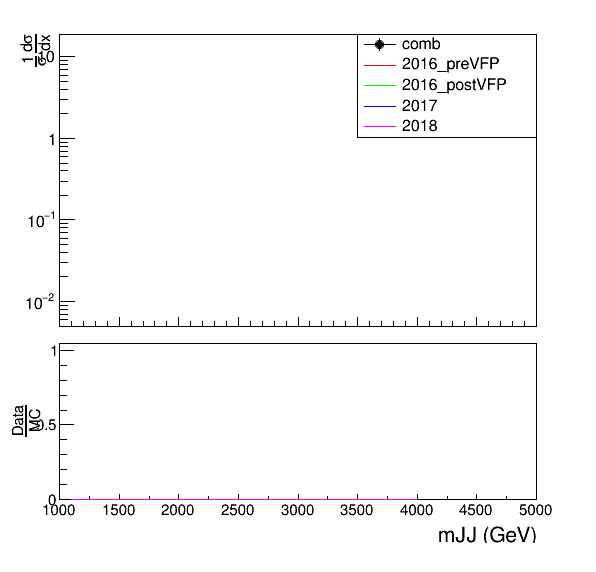 1 dσ
σ dx
10
1
10⁻¹
10⁻²
comb
2016_preVFP
2016_postVFP
2017
2018
Data
MC
1
0.5
0
1000 1500 2000 2500 3000 3500 4000 4500 5000
mJJ (GeV)